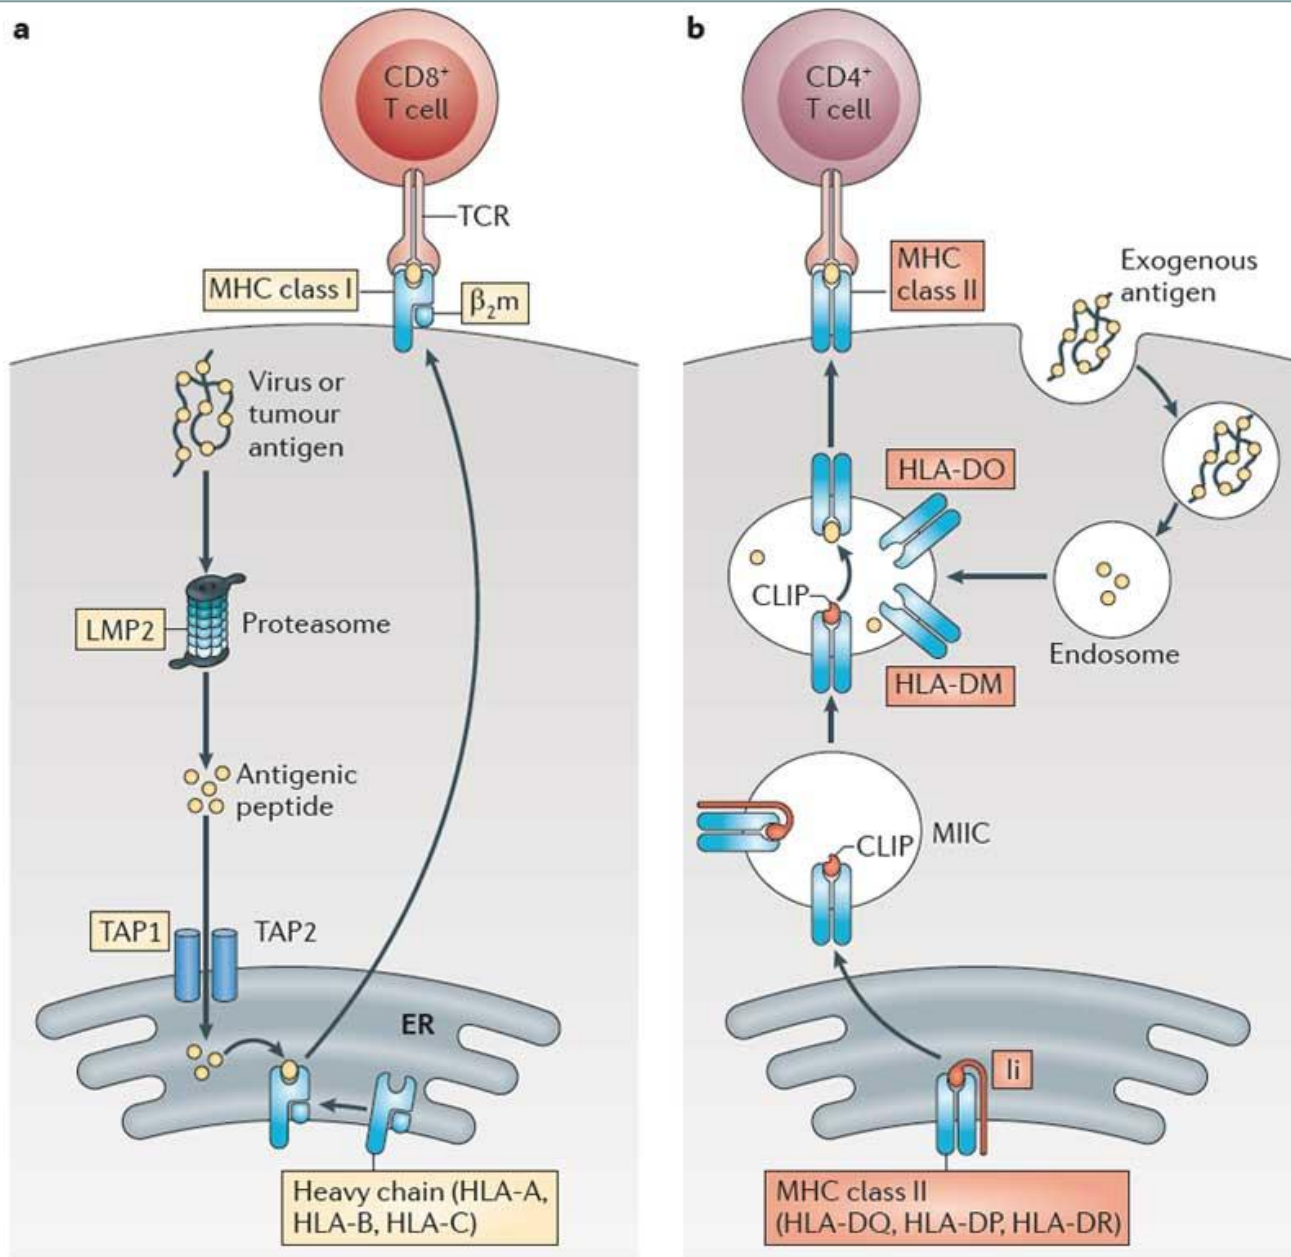 a
CD8⁺
T cell
TCR
MHC class I
β₂m
Virus or
tumour
antigen
LMP2
Proteasome
Antigenic
peptide
TAP1
TAP2
ER
Heavy chain (HLA-A,
HLA-B, HLA-C)
b
CD4⁺
T cell
MHC
class II
Exogenous
antigen
HLA-DO
CLIP
Endosome
HLA-DM
MIIC
CLIP
Ii
MHC class II
(HLA-DQ, HLA-DP, HLA-DR)